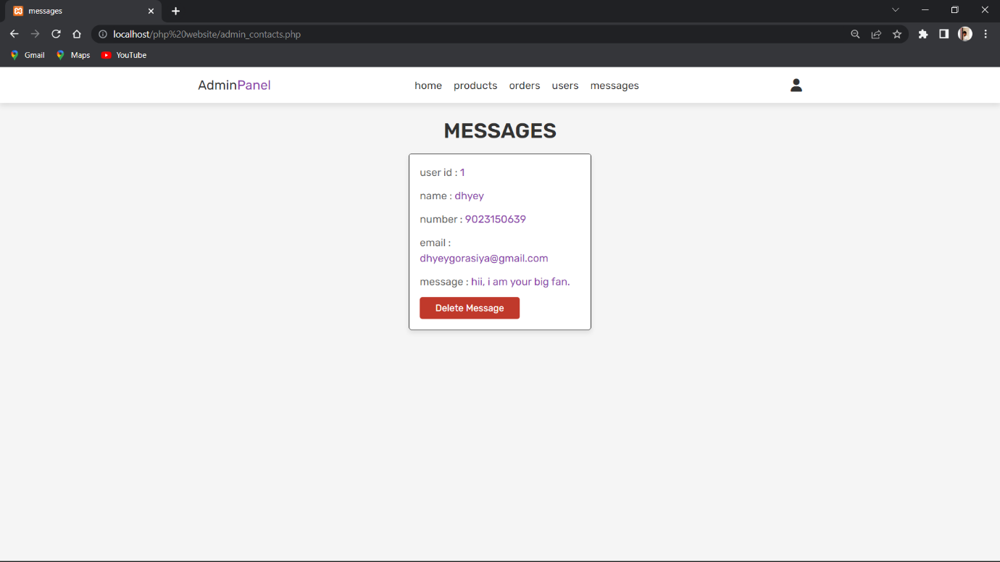 messages
localhost/php%20website/admin_contacts.php
Gmail Maps YouTube
AdminPanel home products orders users messages
MESSAGES
user id : 1
name : dhyey
number : 9023150639
email :
dhyeygorasiya@gmail.com
message : hii, i am your big fan.
Delete Message